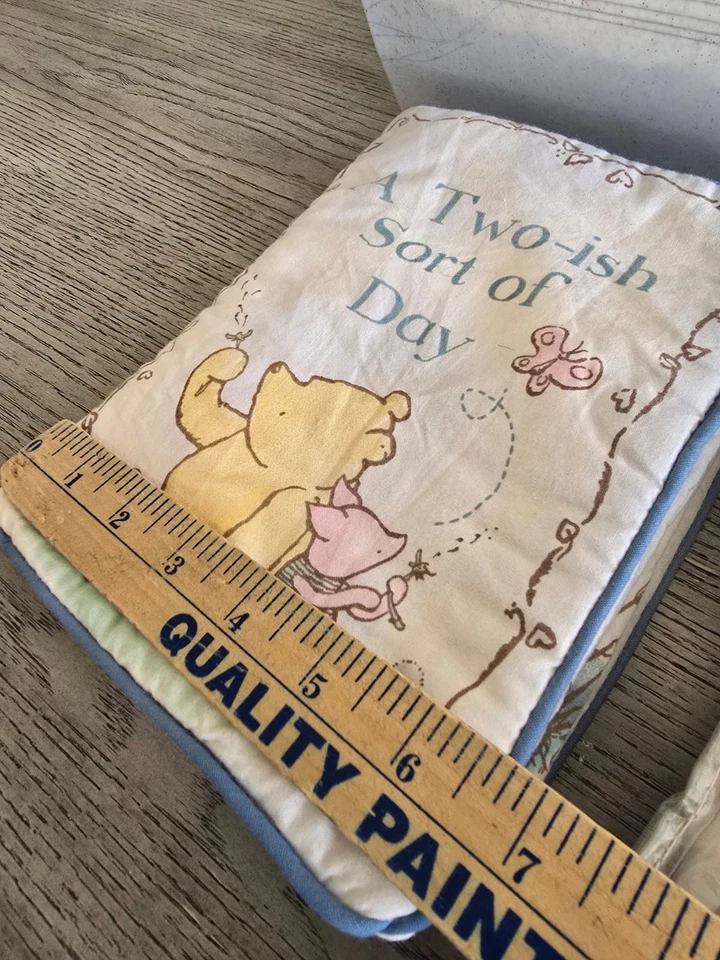 A Two-ish
Sort of
Day
0 1 2 3 4 5 6 7
QUALITY PAINT